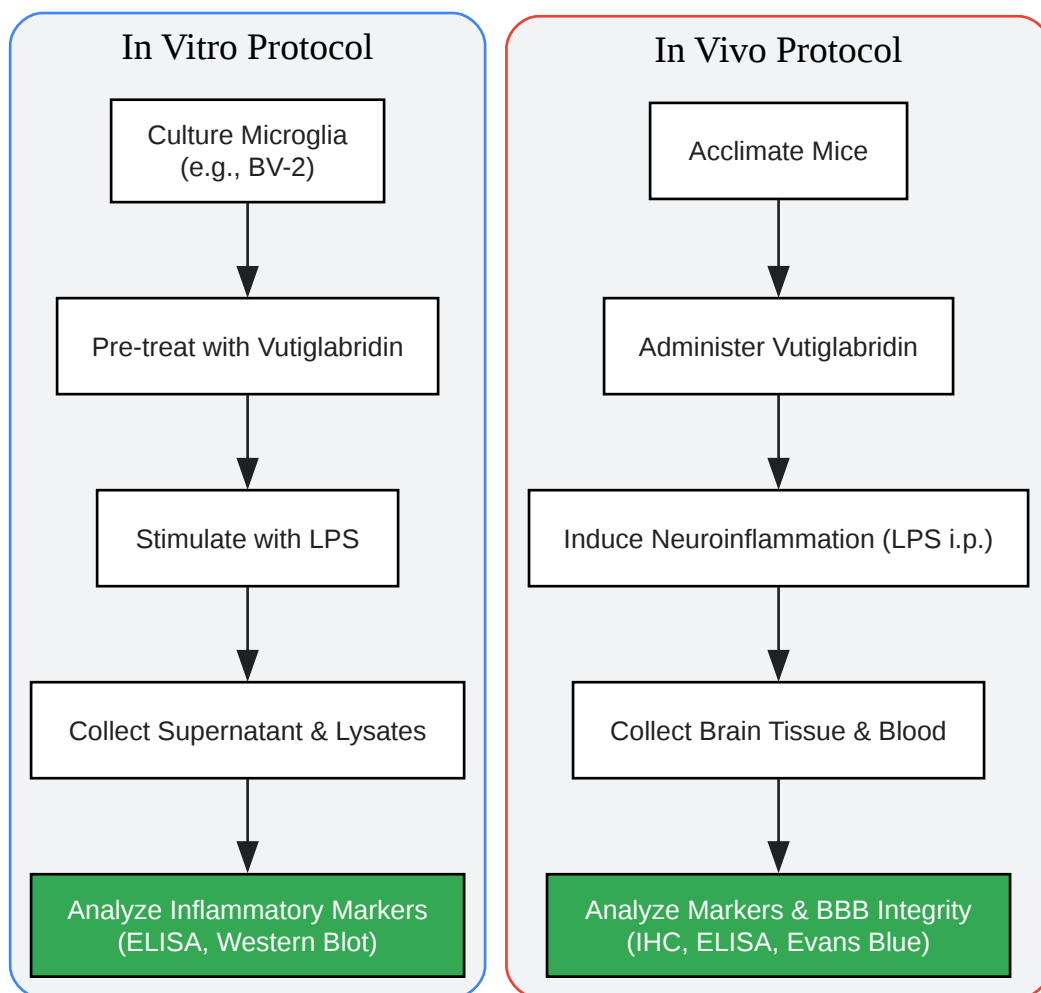 In Vitro Protocol
Culture Microglia
(e.g., BV-2)
Pre-treat with Vutiglabridin
Stimulate with LPS
Collect Supernatant & Lysates
Analyze Inflammatory Markers
(ELISA, Western Blot)
In Vivo Protocol
Acclimate Mice
Administer Vutiglabridin
Induce Neuroinflammation (LPS i.p.)
Collect Brain Tissue & Blood
Analyze Markers & BBB Integrity
(IHC, ELISA, Evans Blue)